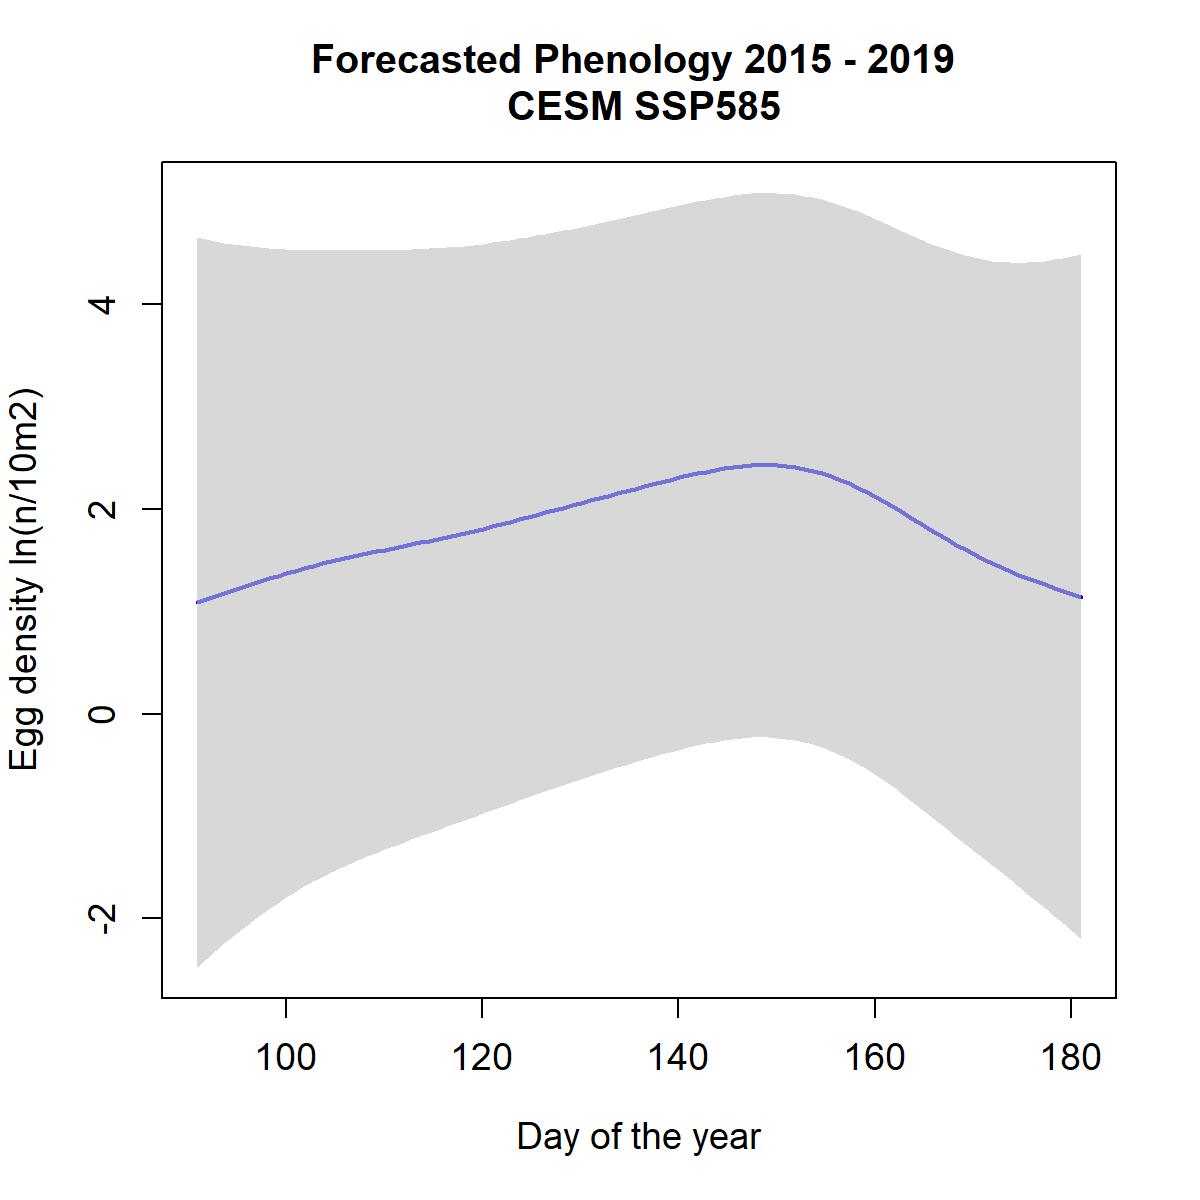 Forecasted Phenology 2015 - 2019
CESM SSP585
Egg density ln(n/10m2)
4
2
0
-2
100 120 140 160 180
Day of the year